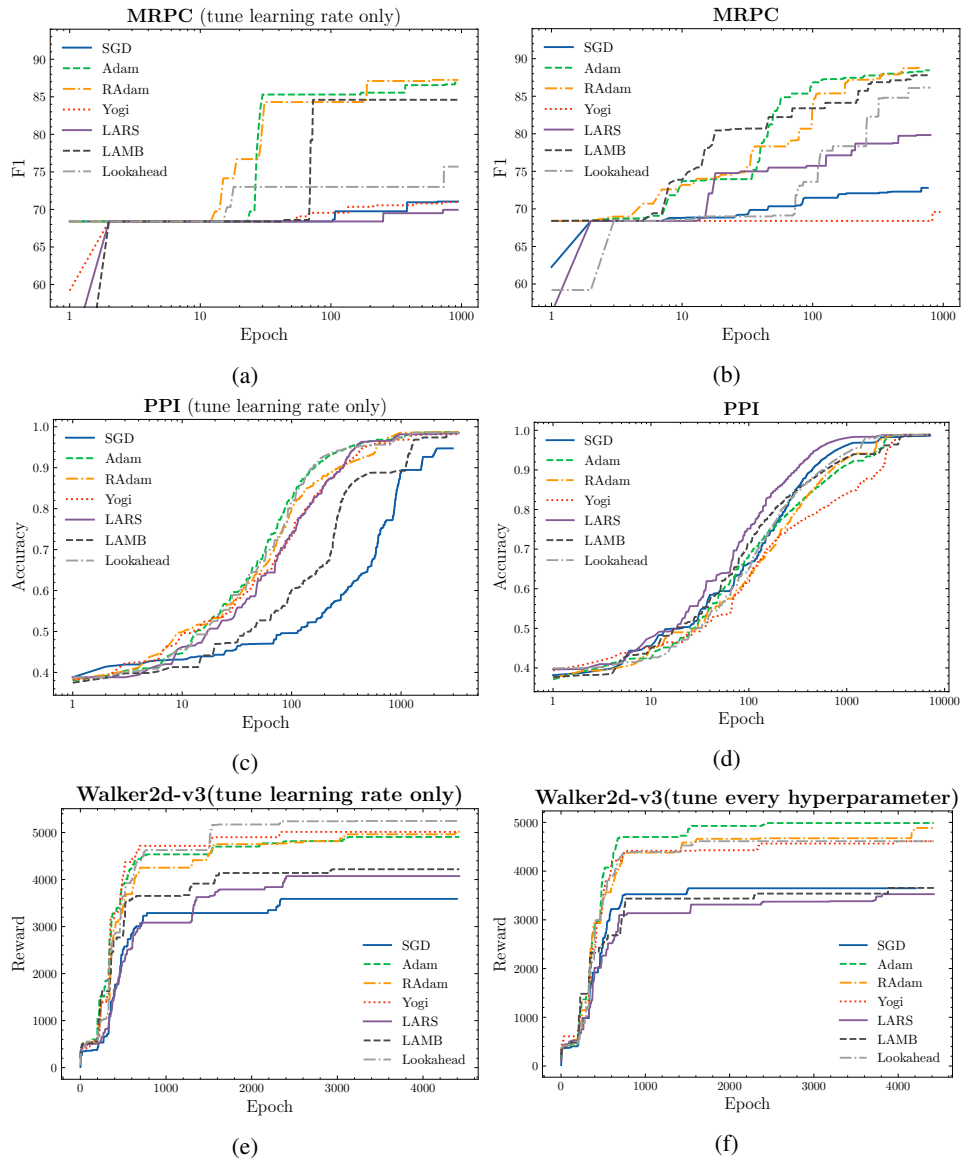 MRPC (tune learning rate only)
90
85
80
75
70
65
60
F1
SGD
Adam
RAdam
Yogi
LARS
LAMB
Lookahead
1
10
100
1000
Epoch
(a)
MRPC
90
85
80
75
70
65
60
F1
SGD
Adam
RAdam
Yogi
LARS
LAMB
Lookahead
1
10
100
1000
Epoch
(b)
PPI (tune learning rate only)
1.0
0.9
0.8
0.7
0.6
0.5
0.4
Accuracy
SGD
Adam
RAdam
Yogi
LARS
LAMB
Lookahead
1
10
100
1000
Epoch
(c)
PPI
1.0
0.9
0.8
0.7
0.6
0.5
0.4
Accuracy
SGD
Adam
RAdam
Yogi
LARS
LAMB
Lookahead
1
10
100
1000
10000
Epoch
(d)
Walker2d-v3(tune learning rate only)
5000
4000
3000
2000
1000
0
Reward
SGD
Adam
RAdam
Yogi
LARS
LAMB
Lookahead
0
1000
2000
3000
4000
Epoch
(e)
Walker2d-v3(tune every hyperparameter)
5000
4000
3000
2000
1000
0
Reward
SGD
Adam
RAdam
Yogi
LARS
LAMB
Lookahead
0
1000
2000
3000
4000
Epoch
(f)